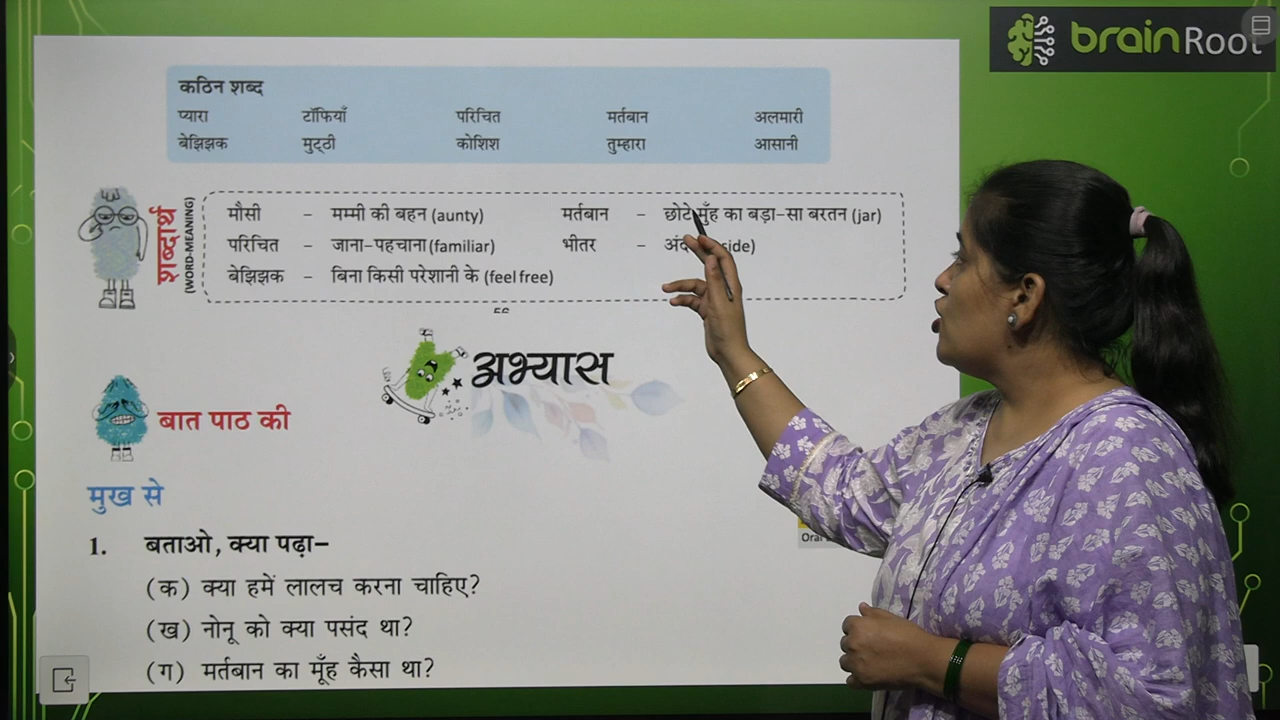 brainRoot
कठिन शब्द
प्यारा टॉफियाँ परिचित मर्तबान अलमारी
बेझिझक मुट्ठी कोशिश तुम्हारा आसानी
शब्दार्थ
(WORD-MEANING)
मौसी – मम्मी की बहन (aunty) मर्तबान – छोटे मुँह का बड़ा-सा बरतन (jar)
परिचित – जाना-पहचाना (familiar) भीतर –
बेझिझक – बिना किसी परेशानी के (feel free)
56
अभ्यास
बात पाठ की
मुख से
Oral
1. बताओ, क्या पढ़ा–
(क) क्या हमें लालच करना चाहिए?
(ख) नोनू को क्या पसंद था?
(ग) मर्तबान का मूँह कैसा था?